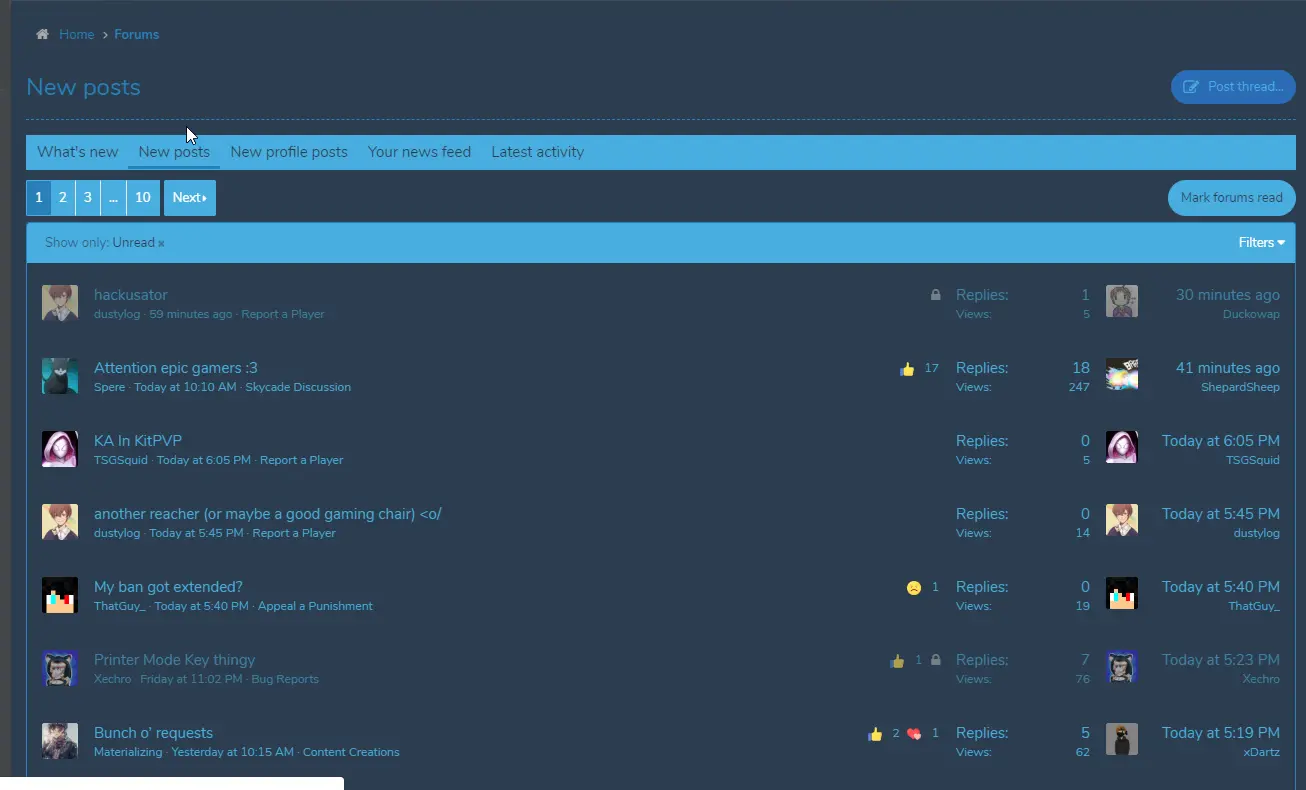 Home › Forums
New posts
Post thread...
What's new New posts New profile posts Your news feed Latest activity
1 2 3 ... 10 Next
Mark forums read
Show only: Unread x
Filters
hackusator
dustylog · 59 minutes ago · Report a Player
Replies: 1
Views: 5
30 minutes ago
Duckowap
Attention epic gamers :3
Spere · Today at 10:10 AM · Skycade Discussion
17
Replies: 18
Views: 247
41 minutes ago
ShepardSheep
KA In KitPVP
TSGSquid · Today at 6:05 PM · Report a Player
Replies: 0
Views: 5
Today at 6:05 PM
TSGSquid
another reacher (or maybe a good gaming chair) <o/
dustylog · Today at 5:45 PM · Report a Player
Replies: 0
Views: 14
Today at 5:45 PM
dustylog
My ban got extended?
ThatGuy_ · Today at 5:40 PM · Appeal a Punishment
1
Replies: 0
Views: 19
Today at 5:40 PM
ThatGuy_
Printer Mode Key thingy
Xechro · Friday at 11:02 PM · Bug Reports
1
Replies: 7
Views: 76
Today at 5:23 PM
Xechro
Bunch o' requests
Materializing · Yesterday at 10:15 AM · Content Creations
2 1
Replies: 5
Views: 62
Today at 5:19 PM
xDartz